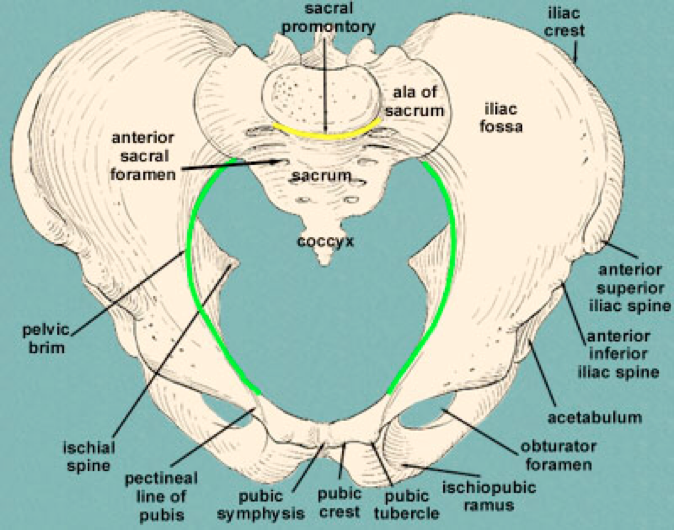 sacral
promontory
iliac
crest
ala of
sacrum
iliac
fossa
anterior
sacral
foramen
sacrum
coccyx
anterior
superior
iliac spine
pelvic
brim
anterior
inferior
iliac spine
acetabulum
ischial
spine
obturator
foramen
pectineal
line of
pubis
pubic
symphysis
pubic
crest
pubic
tubercle
ischiopubic
ramus